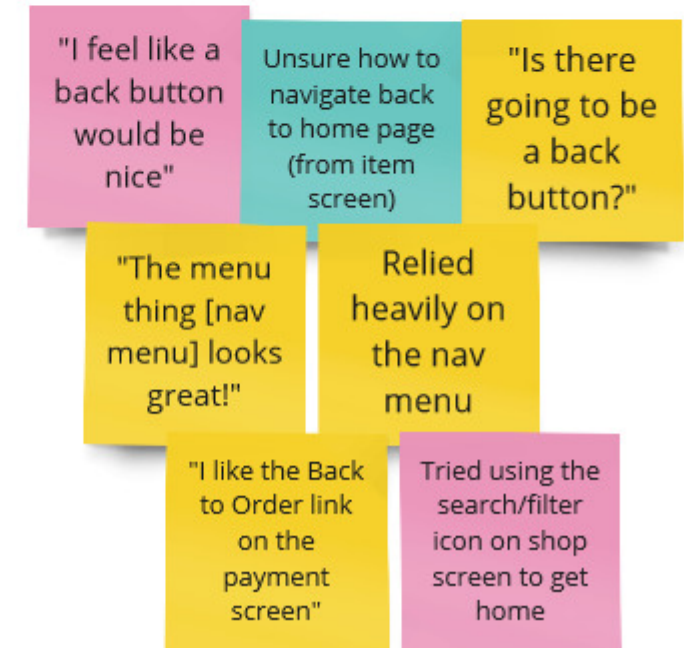 "I feel like a
back button
would be
nice"
Unsure how to
navigate back
to home page
(from item
screen)
"Is there
going to be
a back
button?"
"The menu
thing [nav
menu] looks
great!"
Relied
heavily on
the nav
menu
"I like the Back
to Order link
on the
payment
screen"
Tried using the
search/filter
icon on shop
screen to get
home